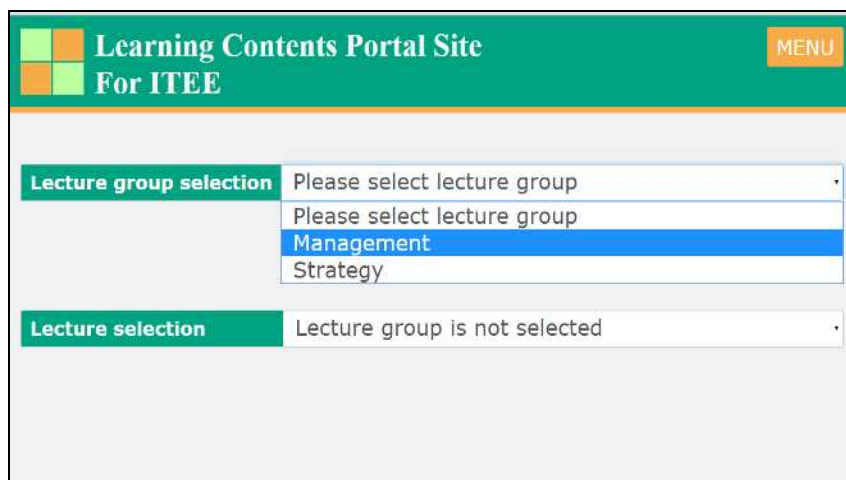 Learning Contents Portal Site
For ITEE
MENU
Lecture group selection
Please select lecture group
Please select lecture group
Management
Strategy
Lecture selection
Lecture group is not selected